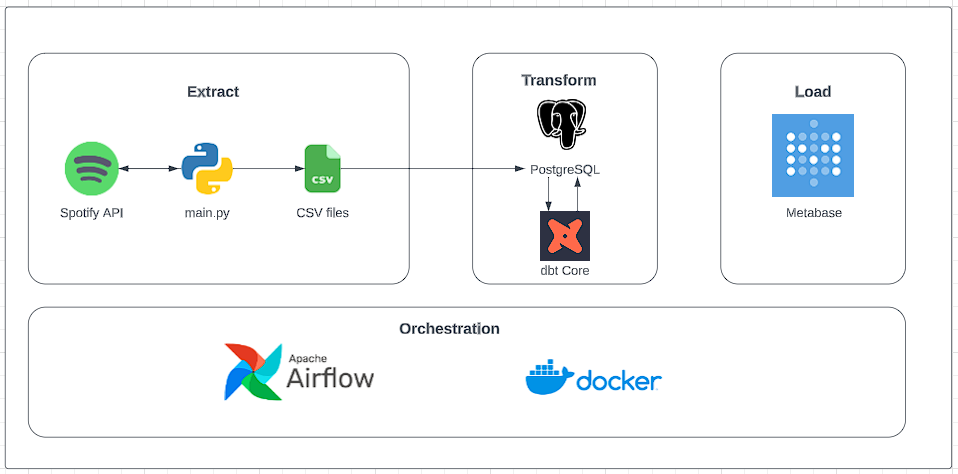 Extract
Spotify API
main.py
CSV
CSV files
Transform
PostgreSQL
dbt Core
Load
Metabase
Orchestration
Apache
Airflow
docker